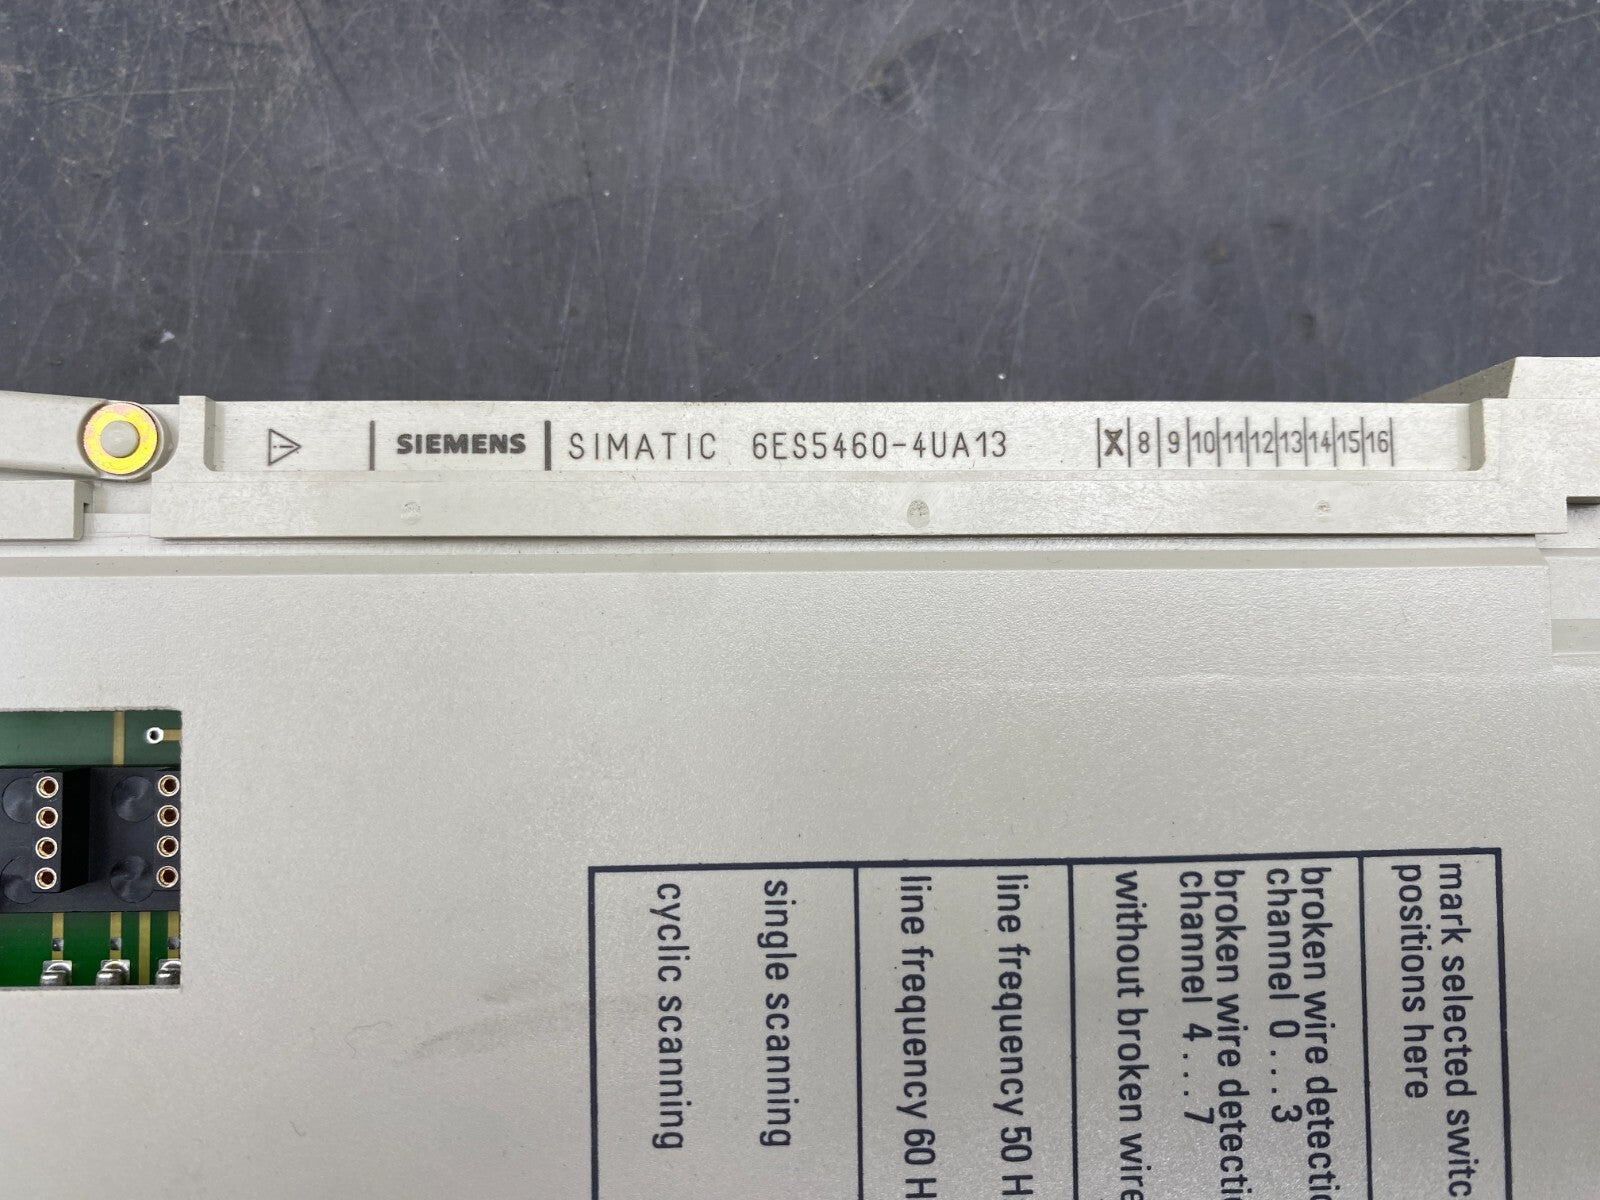 SIEMENS SIMATIC 6ES5460-4UA13 X 8 9 10 11 12 13 14 15 16
mark selected switc
positions here
broken wire detectio
channel 0 . . . 3
broken wire detectio
channel 4 . . . 7
without broken wire
line frequency 50 H
line frequency 60 H
single scanning
cyclic scanning